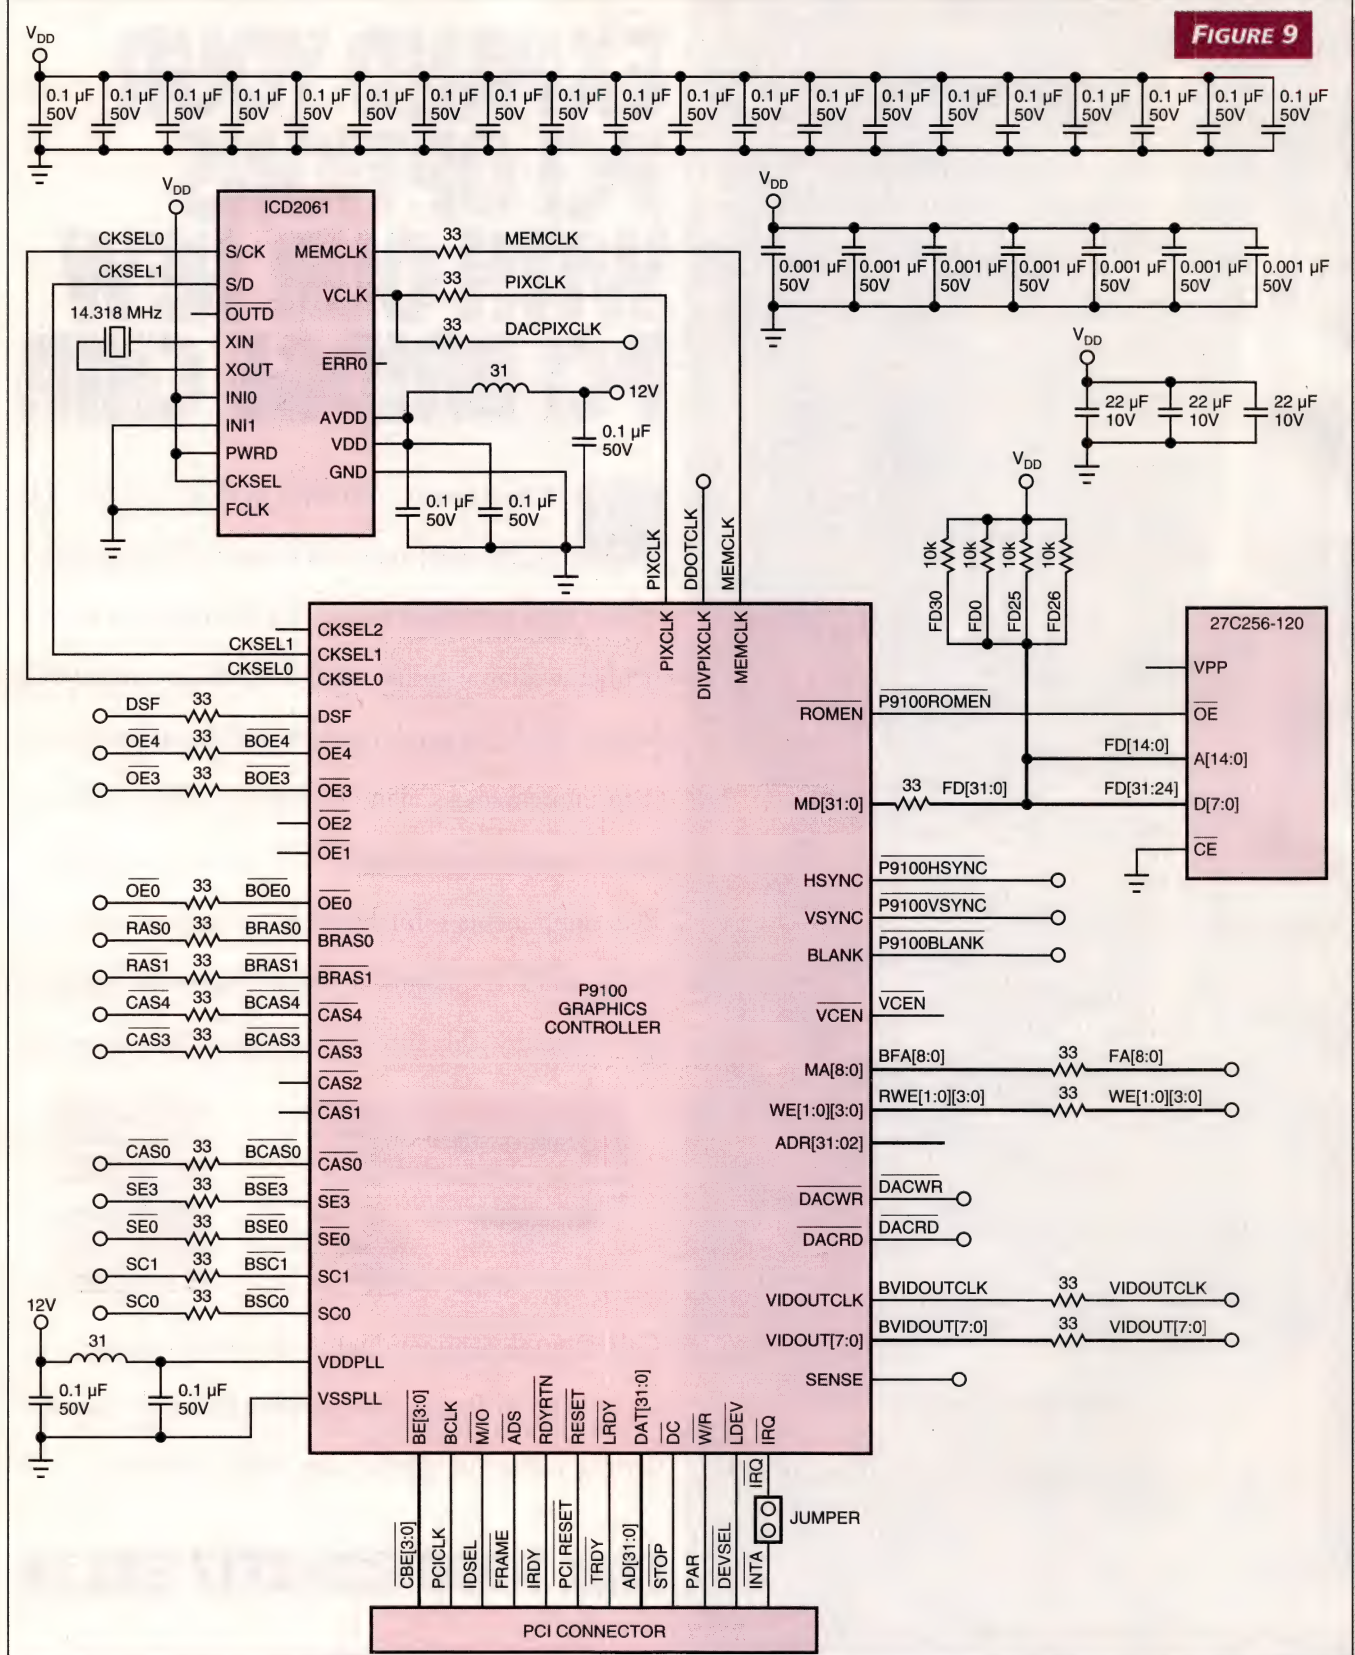 FIGURE 9
VDD
0.1 µF 0.1 µF 0.1 µF 0.1 µF 0.1 µF 0.1 µF 0.1 µF 0.1 µF 0.1 µF 0.1 µF 0.1 µF 0.1 µF 0.1 µF 0.1 µF 0.1 µF 0.1 µF 0.1 µF 0.1 µF 0.1 µF 0.1 µF
50V 50V 50V 50V 50V 50V 50V 50V 50V 50V 50V 50V 50V 50V 50V 50V 50V 50V 50V 50V
VDD
ICD2061
CKSEL0
S/CK
CKSEL1
S/D
OUTD
14.318 MHz
XIN
XOUT
INI0
INI1
PWRD
CKSEL
FCLK
MEMCLK
33
MEMCLK
VCLK
33
PIXCLK
33
DACPIXCLK
ERR0
31
12V
AVDD
VDD
GND
0.1 µF
50V
0.1 µF
50V
0.1 µF
50V
VDD
0.001 µF 0.001 µF 0.001 µF 0.001 µF 0.001 µF 0.001 µF 0.001 µF
50V 50V 50V 50V 50V 50V 50V
VDD
22 µF 22 µF 22 µF
10V 10V 10V
VDD
10k 10k 10k 10k
FD30 FD0 FD25 FD26
PIXCLK
DDOTCLK
MEMCLK
PIXCLK
DIVPIXCLK
MEMCLK
27C256-120
VPP
OE
A[14:0]
D[7:0]
CE
CKSEL2
CKSEL1 CKSEL1
CKSEL0 CKSEL0
DSF 33 DSF
OE4 33 BOE4 OE4
OE3 33 BOE3 OE3
OE2
OE1
OE0 33 BOE0 OE0
RAS0 33 BRAS0 BRAS0
RAS1 33 BRAS1 BRAS1
CAS4 33 BCAS4 CAS4
CAS3 33 BCAS3 CAS3
CAS2
CAS1
CAS0 33 BCAS0 CAS0
SE3 33 BSE3 SE3
SE0 33 BSE0 SE0
SC1 33 BSC1 SC1
SC0 33 BSC0 SC0
12V
31
VDDPLL
0.1 µF
50V
0.1 µF
50V
VSSPLL
P9100
GRAPHICS
CONTROLLER
ROMEN P9100ROMEN
FD[14:0]
MD[31:0] 33 FD[31:0] FD[31:24]
HSYNC P9100HSYNC
VSYNC P9100VSYNC
BLANK P9100BLANK
VCEN VCEN
MA[8:0] BFA[8:0] 33 FA[8:0]
WE[1:0][3:0] RWE[1:0][3:0] 33 WE[1:0][3:0]
ADR[31:02]
DACWR DACWR
DACRD DACRD
VIDOUTCLK BVIDOUTCLK 33 VIDOUTCLK
VIDOUT[7:0] BVIDOUT[7:0] 33 VIDOUT[7:0]
SENSE
BE[3:0] BCLK M/IO ADS RDYRTN RESET LRDY DAT[31:0] DC W/R LDEV IRQ
IRQ
JUMPER
CBE[3:0] PCICLK IDSEL FRAME IRDY PCI RESET TRDY AD[31:0] STOP PAR DEVSEL INTA
PCI CONNECTOR